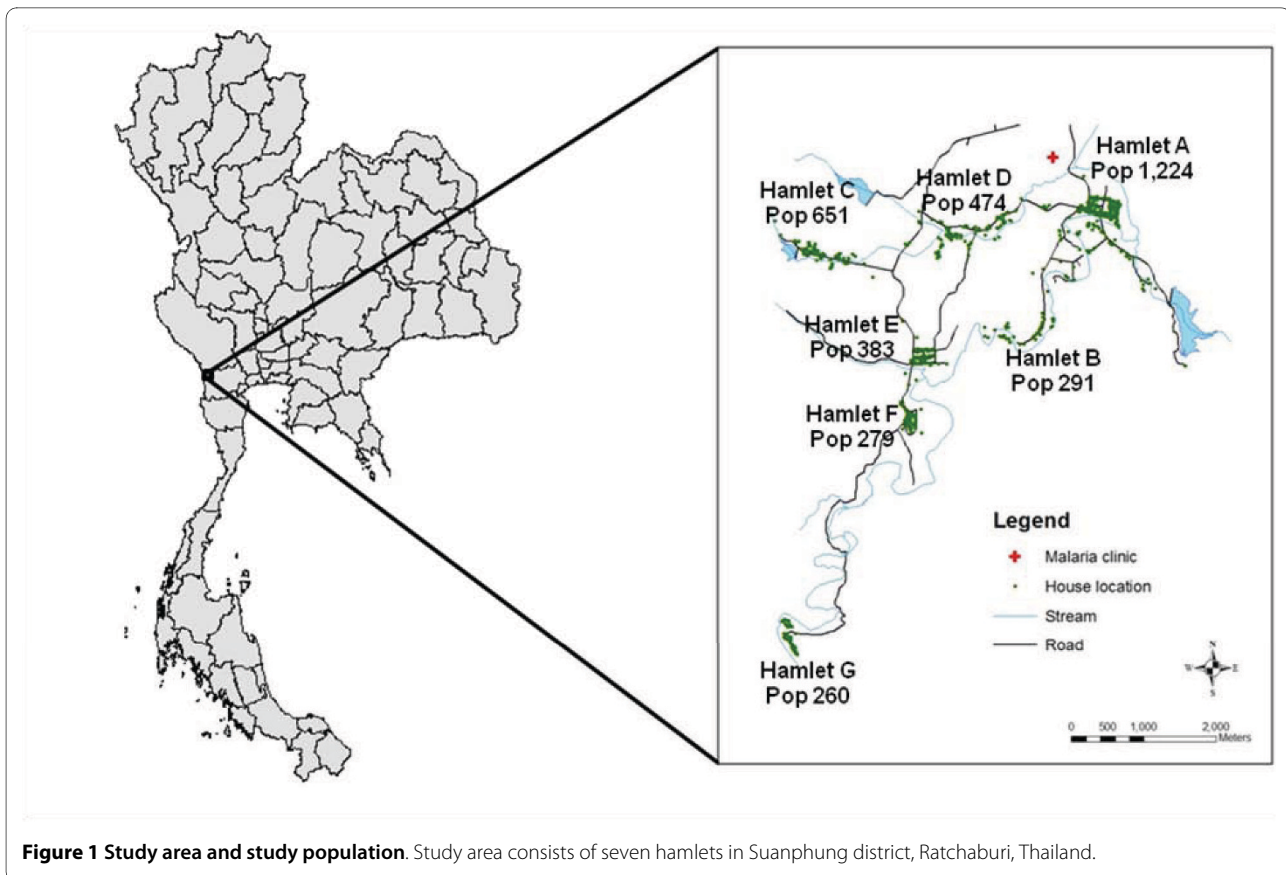 Hamlet A
Pop 1,224
Hamlet D
Pop 474
Hamlet C
Pop 651
Hamlet E
Pop 383
Hamlet B
Pop 291
Hamlet F
Pop 279
Hamlet G
Pop 260
Legend
Malaria clinic
House location
Stream
Road
N
W E
S
0 500 1,000 2,000
Meters
Figure 1 Study area and study population. Study area consists of seven hamlets in Suanphung district, Ratchaburi, Thailand.